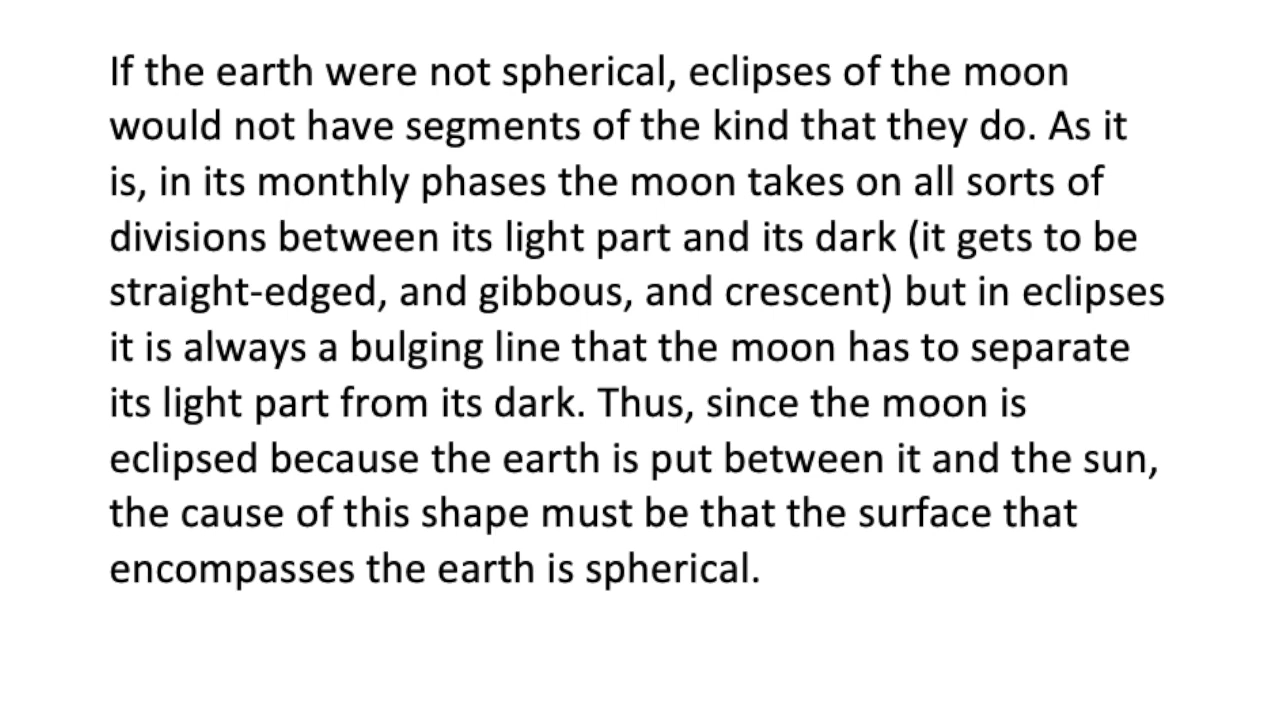 If the earth were not spherical, eclipses of the moon
would not have segments of the kind that they do. As it
is, in its monthly phases the moon takes on all sorts of
divisions between its light part and its dark (it gets to be
straight-edged, and gibbous, and crescent) but in eclipses
it is always a bulging line that the moon has to separate
its light part from its dark. Thus, since the moon is
eclipsed because the earth is put between it and the sun,
the cause of this shape must be that the surface that
encompasses the earth is spherical.